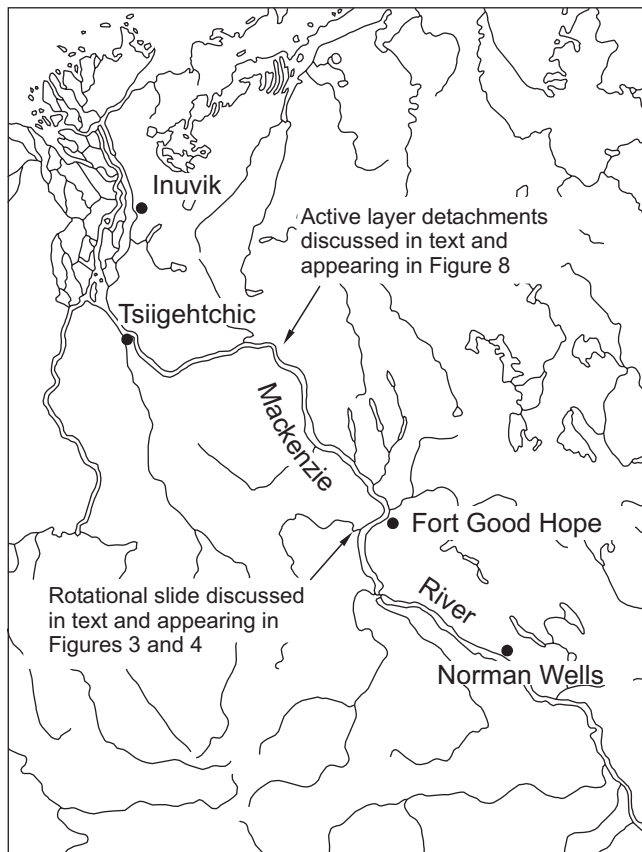 Inuvik
Active layer detachments
discussed in text and
appearing in Figure 8
Tsiigehtchic
Mackenzie
Fort Good Hope
Rotational slide discussed
in text and appearing in
Figures 3 and 4
River
Norman Wells